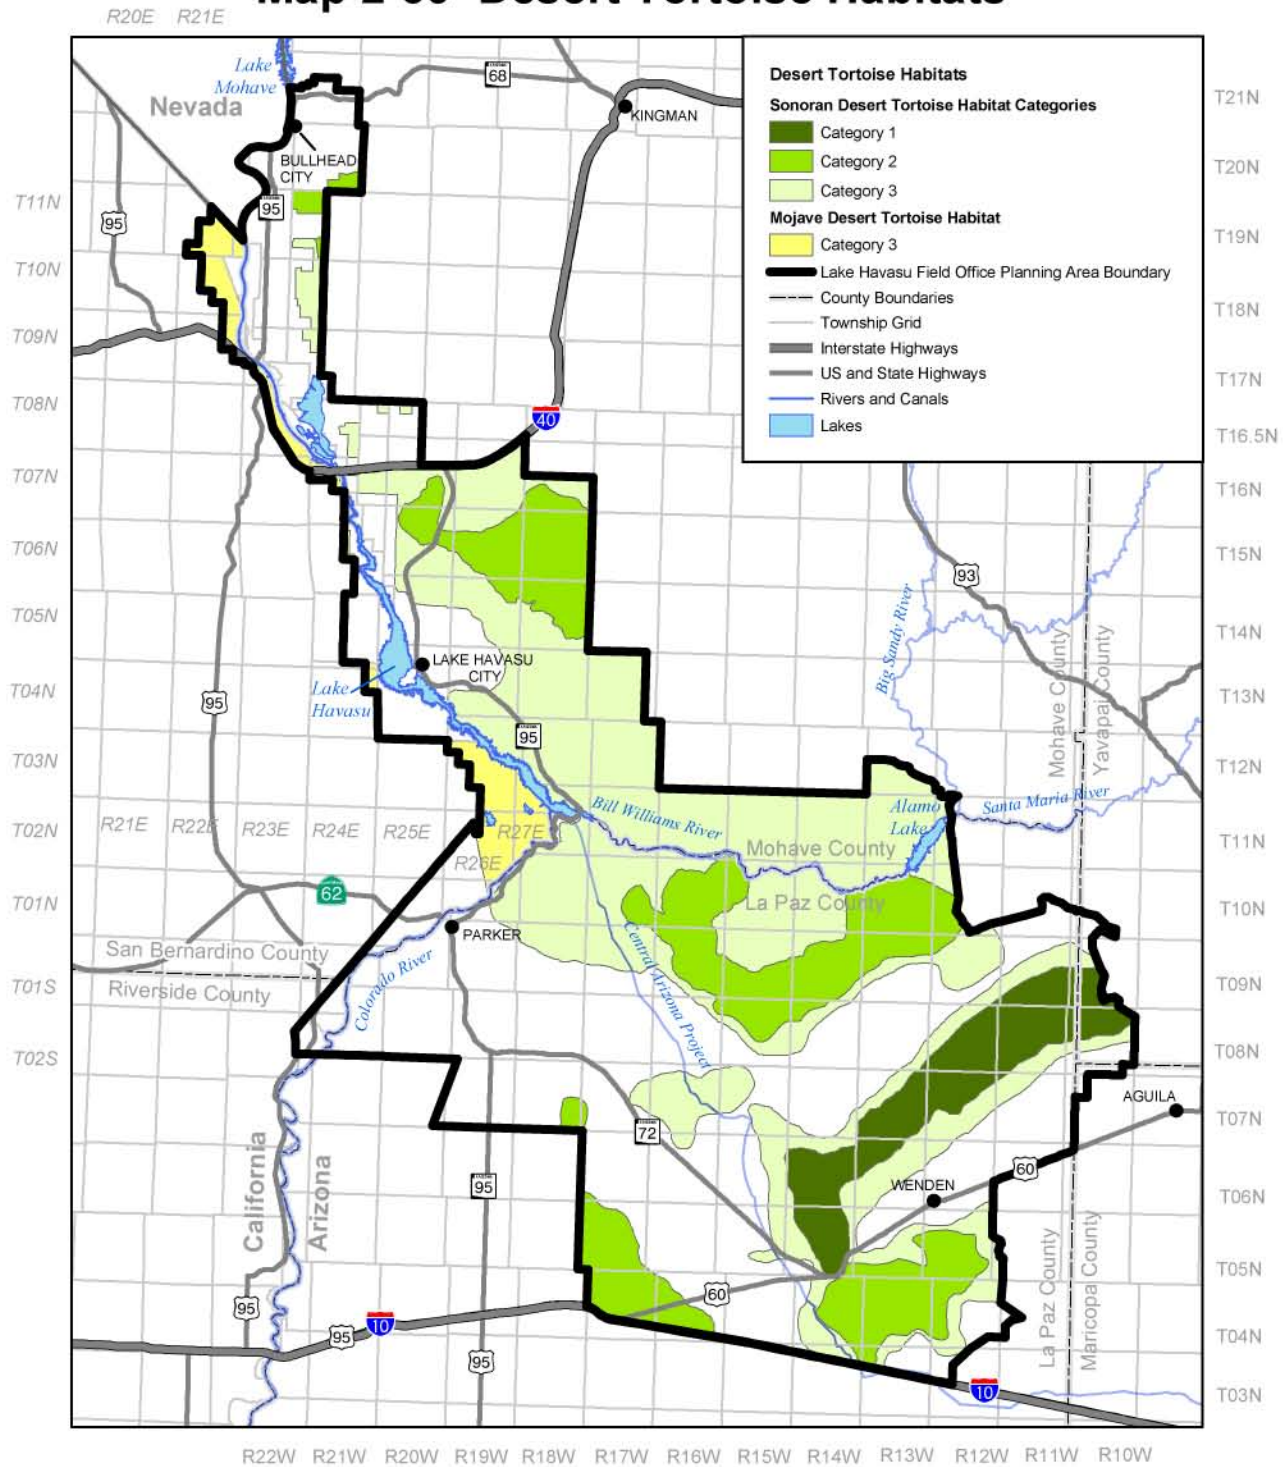 Map 2-30 Desert Tortoise Habitats
R20E R21E
Lake
Mohave
Nevada
68
KINGMAN
BULLHEAD
CITY
95
95
Desert Tortoise Habitats
Sonoran Desert Tortoise Habitat Categories
Category 1
Category 2
Category 3
Mojave Desert Tortoise Habitat
Category 3
Lake Havasu Field Office Planning Area Boundary
County Boundaries
Township Grid
Interstate Highways
US and State Highways
Rivers and Canals
Lakes
T21N
T20N
T19N
T18N
T17N
T16.5N
T16N
T15N
T14N
T13N
T12N
T11N
T10N
T09N
T08N
T07N
T06N
T05N
T04N
T03N
T11N
T10N
T09N
T08N
T07N
T06N
T05N
T04N
T03N
T02N
T01N
T01S
T02S
40
93
Big Sandy River
Mohave County
Yavapai County
LAKE HAVASU
CITY
Lake
Havasu
95
95
Bill Williams River
Alamo
Lake
Santa Maria River
R21E R22E R23E R24E R25E R27E
R26E
Mohave County
La Paz County
62
PARKER
San Bernardino County
Riverside County
Colorado River
Central Arizona Project
AGUILA
72
California
Arizona
95
WENDEN
60
60
La Paz County
Maricopa County
95
95
10
95
10
R22W R21W R20W R19W R18W R17W R16W R15W R14W R13W R12W R11W R10W